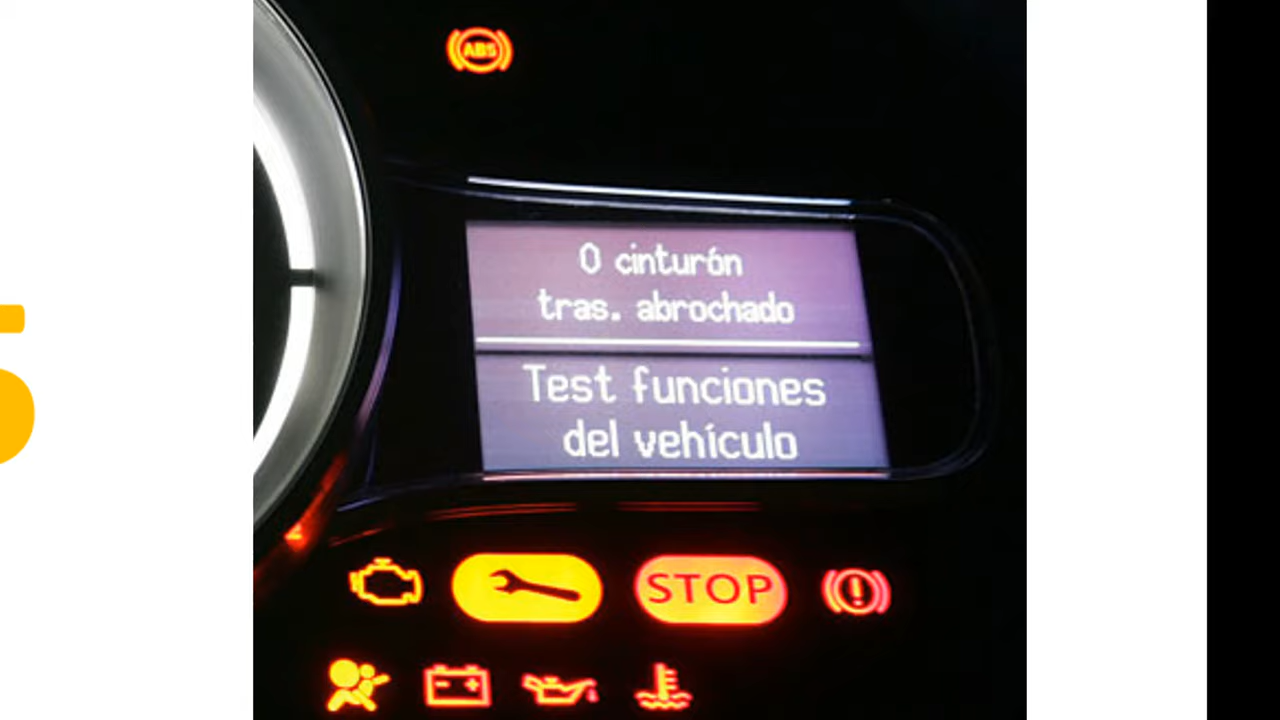 ABS
0 cinturón
tras. abrochado
Test funciones
del vehículo
STOP